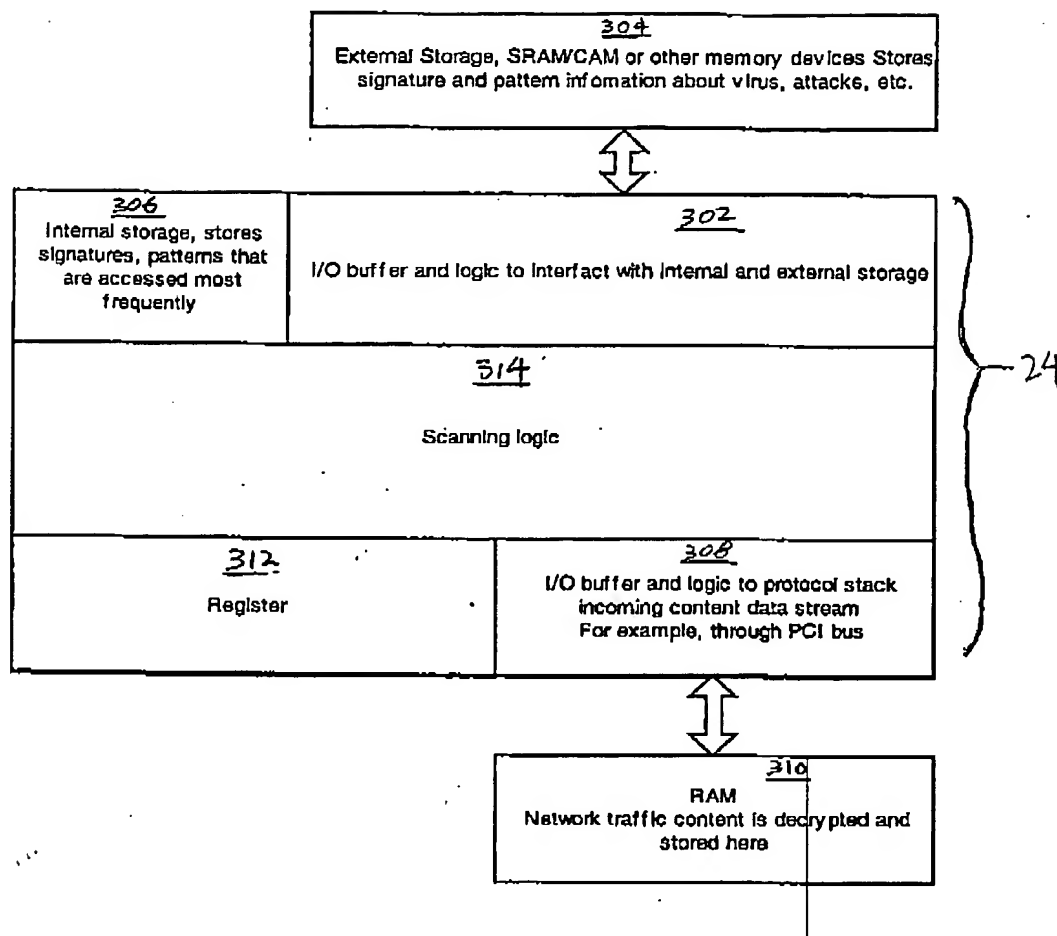 304
External Storage, SRAM/CAM or other memory devices Stores
signature and pattern infomation about virus, attacks, etc.
306
Internal storage, stores
signatures, patterns that
are accessed most
frequently
302
I/O buffer and logic to interfact with internal and external storage
24
314
Scanning logic
312
Register
308
I/O buffer and logic to protocol stack
incoming content data stream
For example, through PCI bus
310
RAM
Network traffic content is decrypted and
stored here